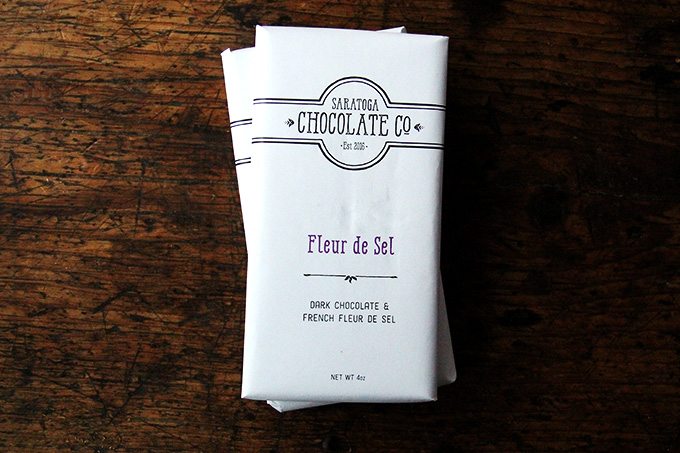 SARATOGA
CHOCOLATE CO
·Est 2016·
Fleur de Sel
DARK CHOCOLATE &
FRENCH FLEUR DE SEL
NET WT 4oz